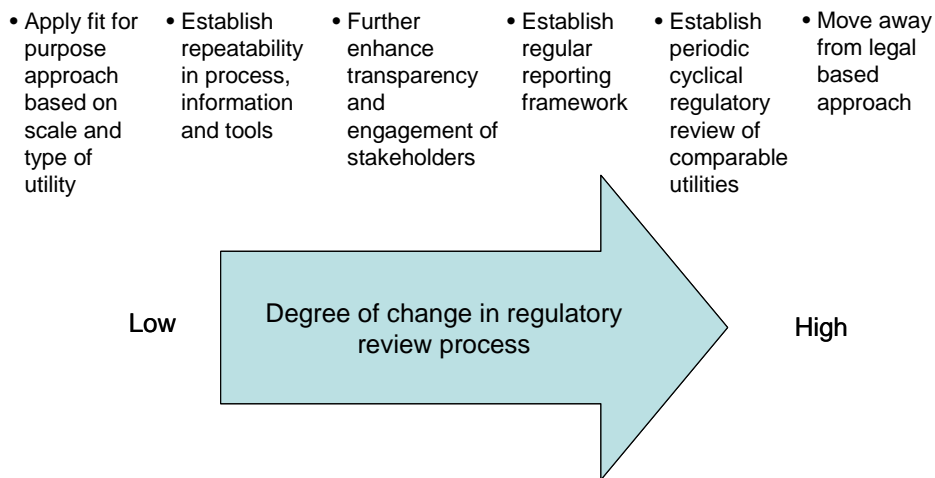 • Apply fit for
purpose
approach
based on
scale and
type of
utility
• Establish
repeatability
in process,
information
and tools
• Further
enhance
transparency
and
engagement of
stakeholders
• Establish
regular
reporting
framework
• Establish
periodic
cyclical
regulatory
review of
comparable
utilities
• Move away
from legal
based
approach
Low
Degree of change in regulatory
review process
High